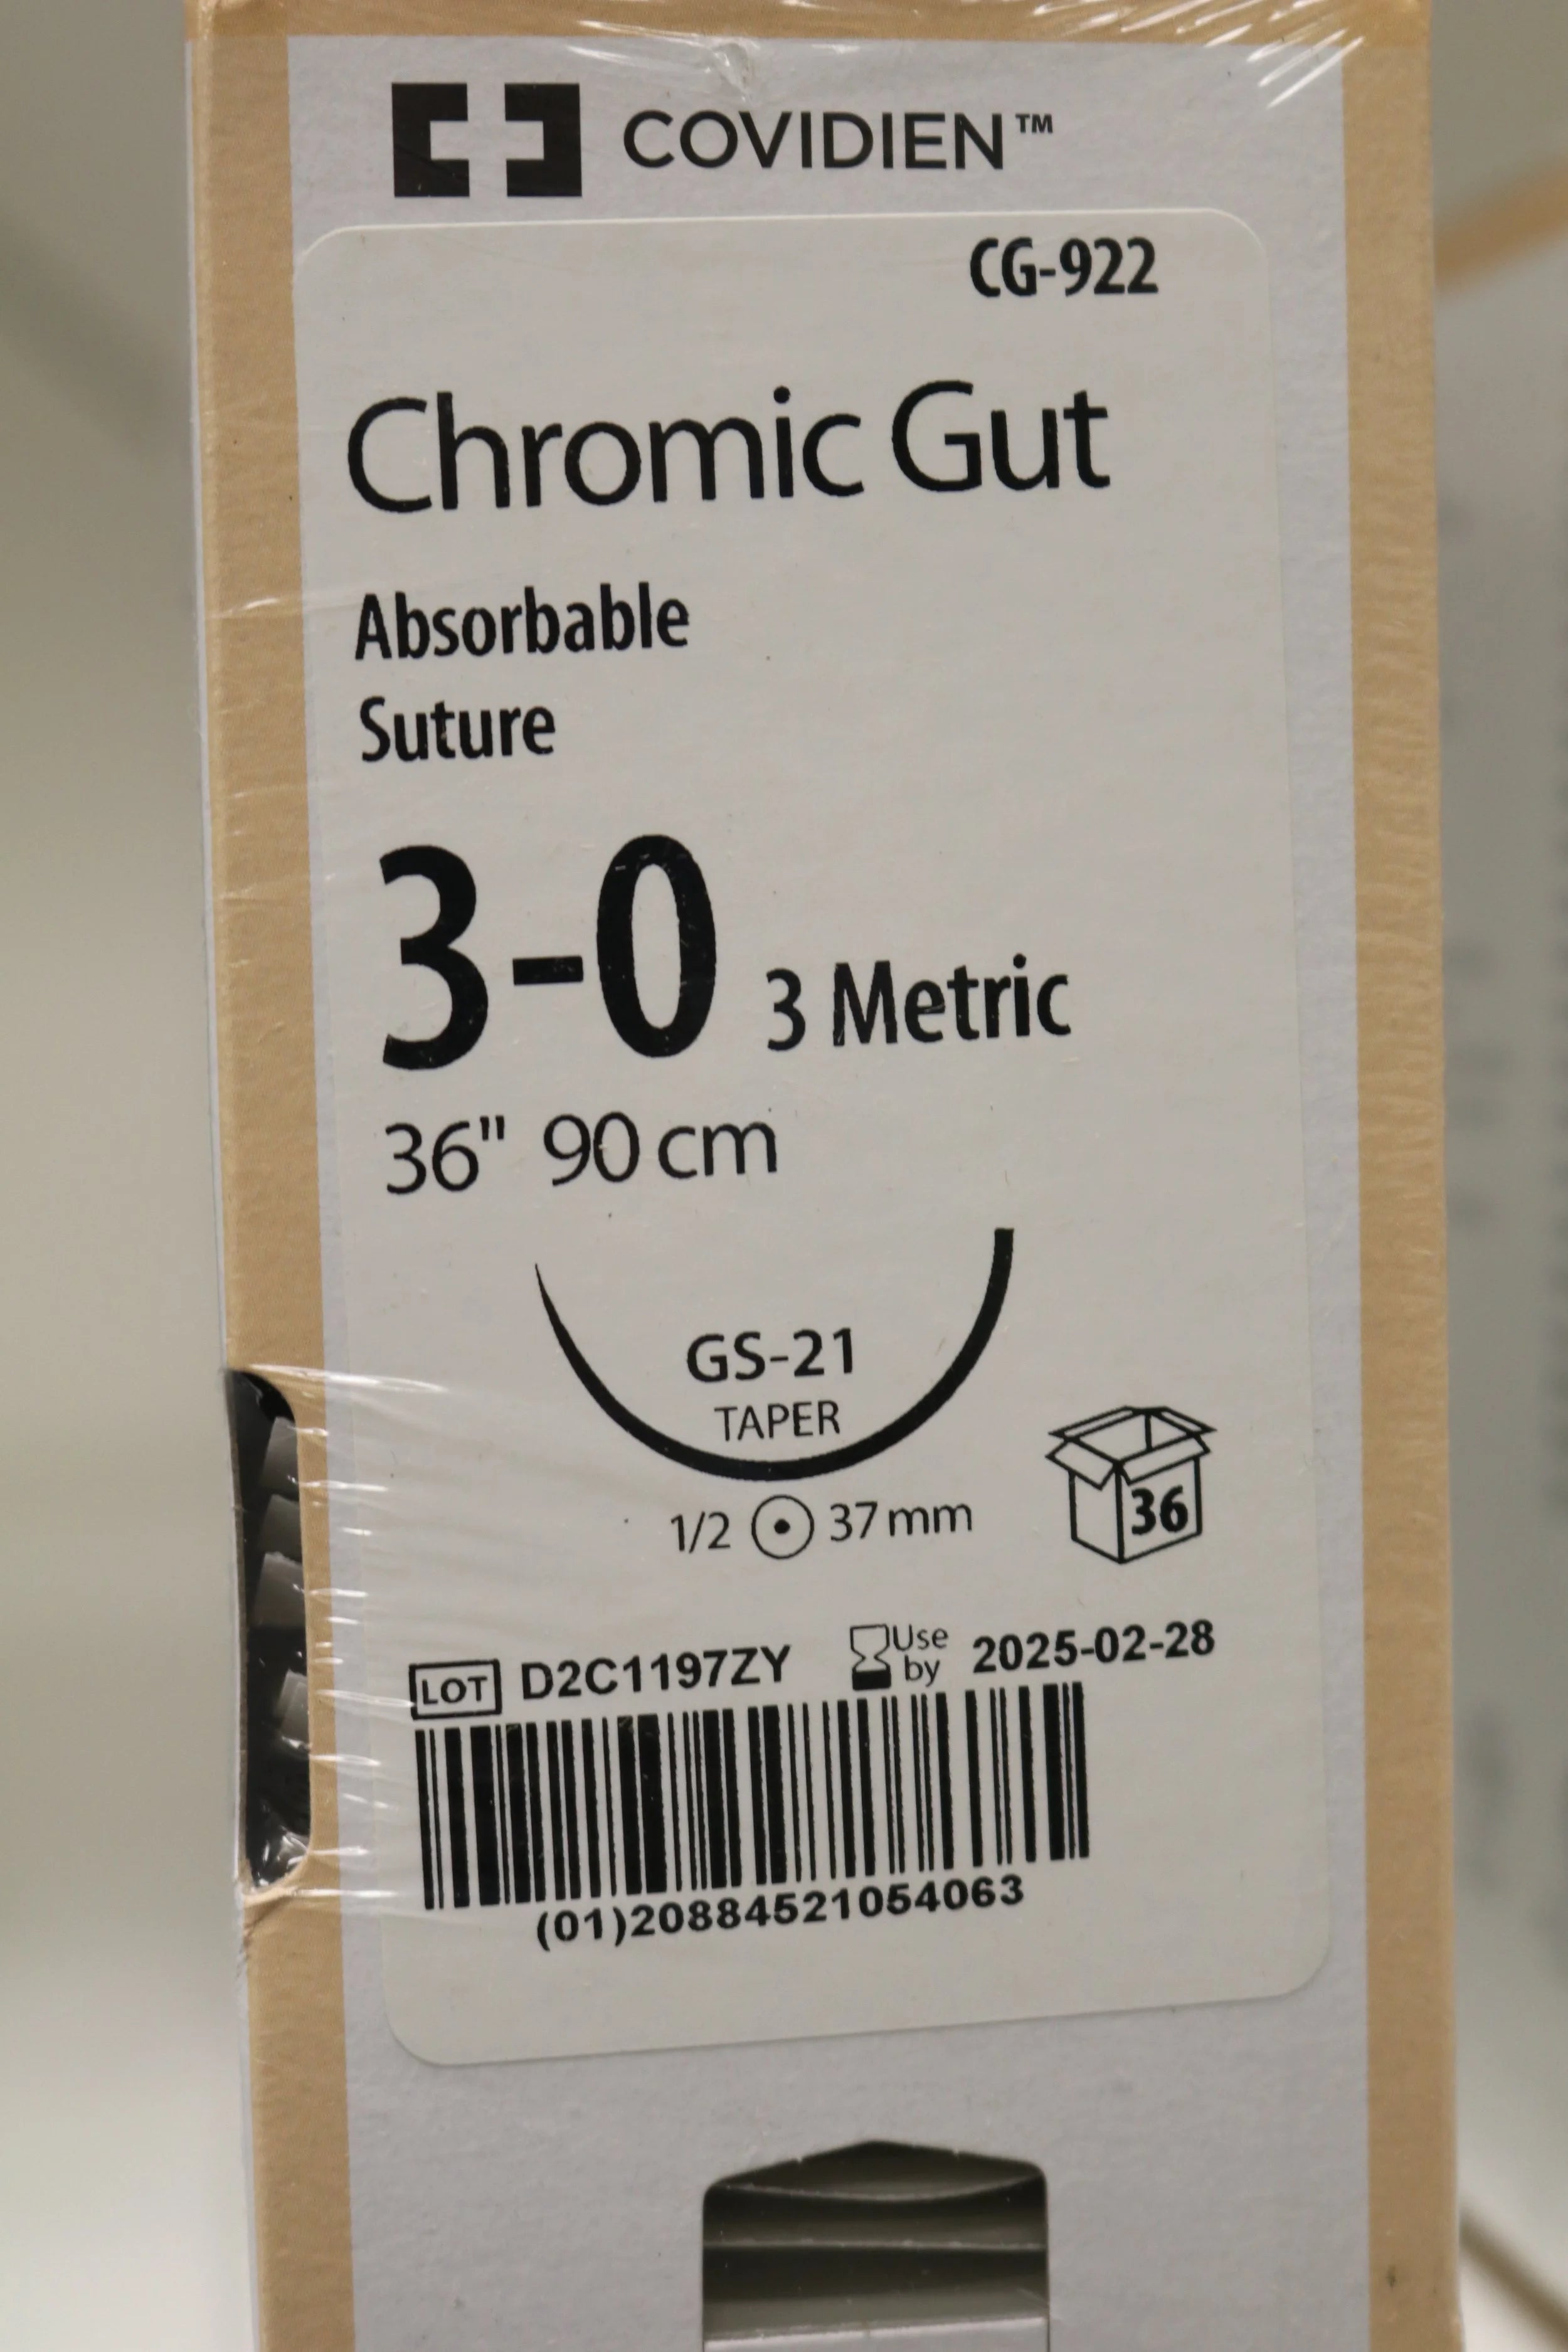 COVIDIEN™
CG-922
Chromic Gut
Absorbable
Suture
3-0 3 Metric
36" 90 cm
GS-21
TAPER
1/2 37 mm
36
LOT D2C1197ZY Use by 2025-02-28
(01)20884521054063